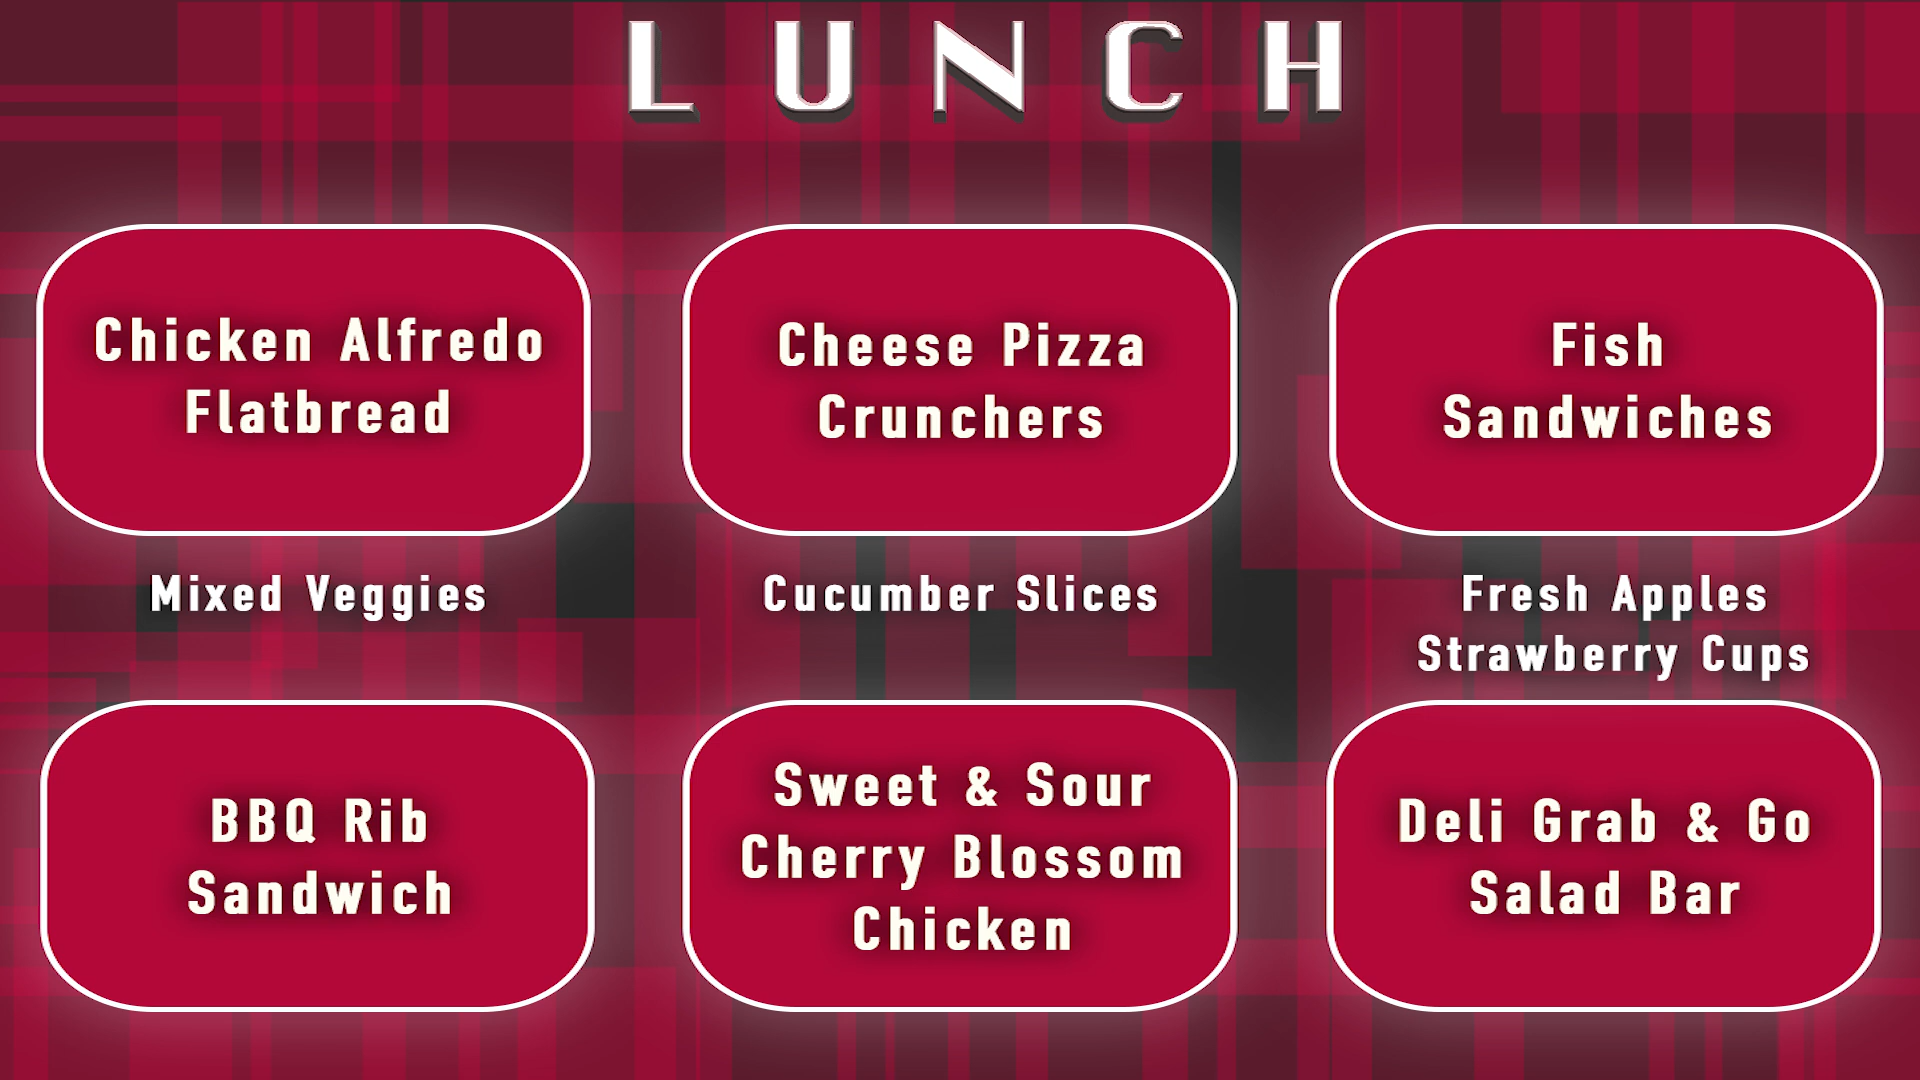 LUNCH
Chicken Alfredo
Flatbread
Cheese Pizza
Crunchers
Fish
Sandwiches
Mixed Veggies
Cucumber Slices
Fresh Apples
Strawberry Cups
BBQ Rib
Sandwich
Sweet & Sour
Cherry Blossom
Chicken
Deli Grab & Go
Salad Bar